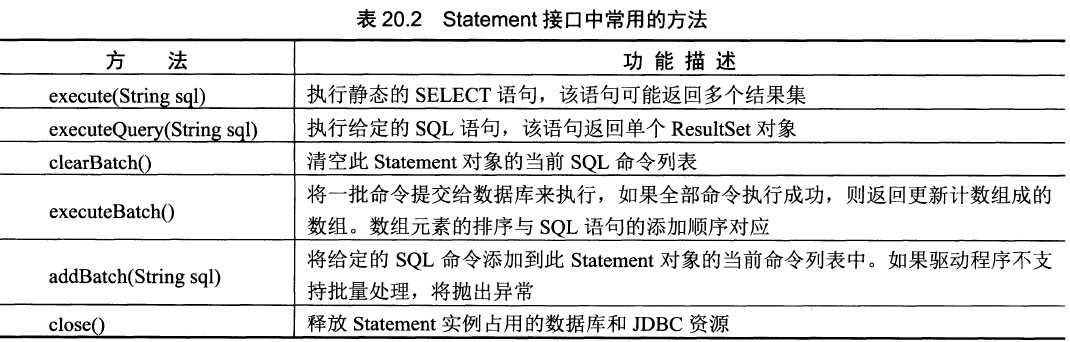 表 20.2 Statement 接口中常用的方法
方 法 功 能 描 述
execute(String sql) 执行静态的 SELECT 语句，该语句可能返回多个结果集
executeQuery(String sql) 执行给定的 SQL 语句，该语句返回单个 ResultSet 对象
clearBatch() 清空此 Statement 对象的当前 SQL 命令列表
executeBatch() 将一批命令提交给数据库来执行，如果全部命令执行成功，则返回更新计数组成的
数组。数组元素的排序与 SQL 语句的添加顺序对应
addBatch(String sql) 将给定的 SQL 命令添加到此 Statement 对象的当前命令列表中。如果驱动程序不支
持批量处理，将抛出异常
close() 释放 Statement 实例占用的数据库和 JDBC 资源